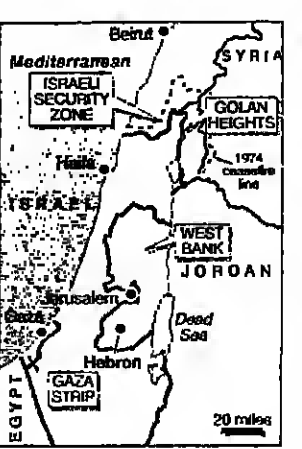 Beirut
Mediterranean
SYRIA
ISRAELI
SECURITY
ZONE
GOLAN
HEIGHTS
Haifa
1974
ceasefire
line
ISRAEL
WEST
BANK
JORDAN
Jerusalem
Gaza
Dead
Sea
Hebron
GAZA
STRIP
EGYPT
20 miles